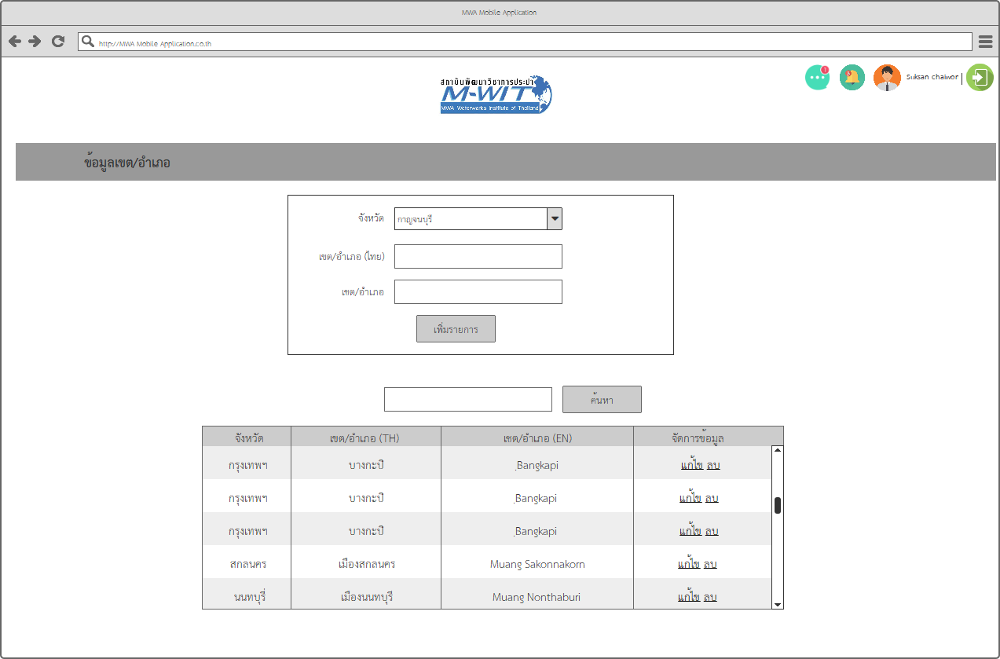 MWA Mobile Application
http://MWA Mobile Application.co.th
1
3
Suksan chaiwor |
สถาบันพัฒนาวิชาการประปา
M-WIT
MWA Waterworks Institute of Thailand
ข้อมูลเขต/อำเภอ
จังหวัด กาญจนบุรี
เขต/อำเภอ (ไทย)
เขต/อำเภอ
เพิ่มรายการ
ค้นหา
จังหวัด เขต/อำเภอ (TH) เขต/อำเภอ (EN) จัดการข้อมูล
กรุงเทพฯ บางกะปิ ฺBangkapi แก้ไข ลบ
กรุงเทพฯ บางกะปิ ฺBangkapi แก้ไข ลบ
กรุงเทพฯ บางกะปิ ฺBangkapi แก้ไข ลบ
สกลนคร เมืองสกลนคร Muang Sakonnakorn แก้ไข ลบ
นนทบุรี่ เมืองนนทบุรี Muang Nonthaburi แก้ไข ลบ